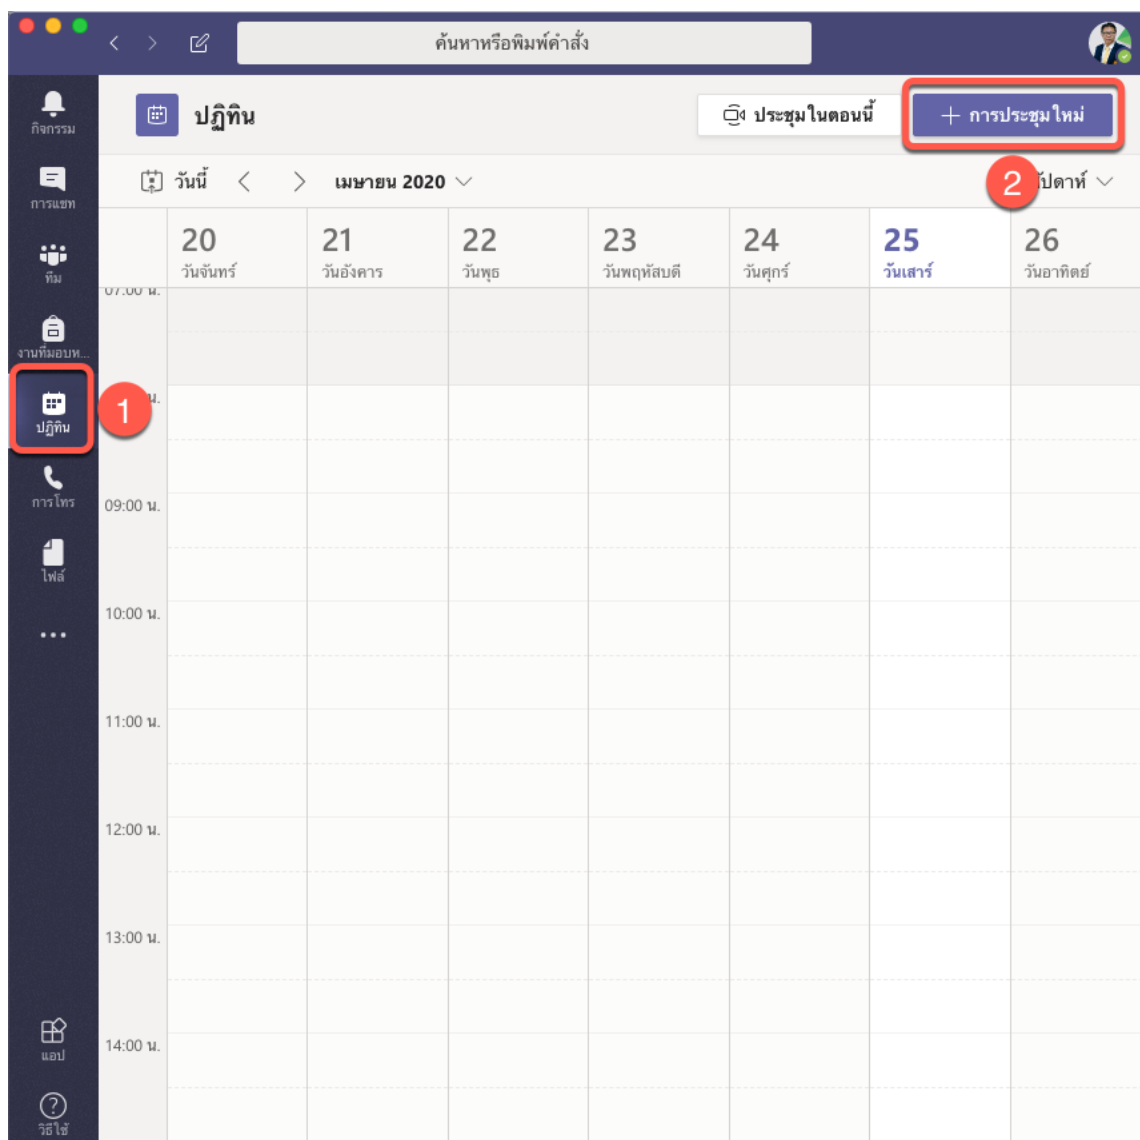 ค้นหาหรือพิมพ์คำสั่ง
กิจกรรม
การแชท
ทีม
งานที่มอบห...
ปฏิทิน
1
การโทร
ไฟล์
แอป
วิธีใช้
ปฏิทิน
ประชุมในตอนนี้
+ การประชุมใหม่
2
วันนี้
เมษายน 2020
20 21 22 23 24 25 26
วันจันทร์ วันอังคาร วันพุธ วันพฤหัสบดี วันศุกร์ วันเสาร์ วันอาทิตย์
07:00 น.
09:00 น.
10:00 น.
11:00 น.
12:00 น.
13:00 น.
14:00 น.